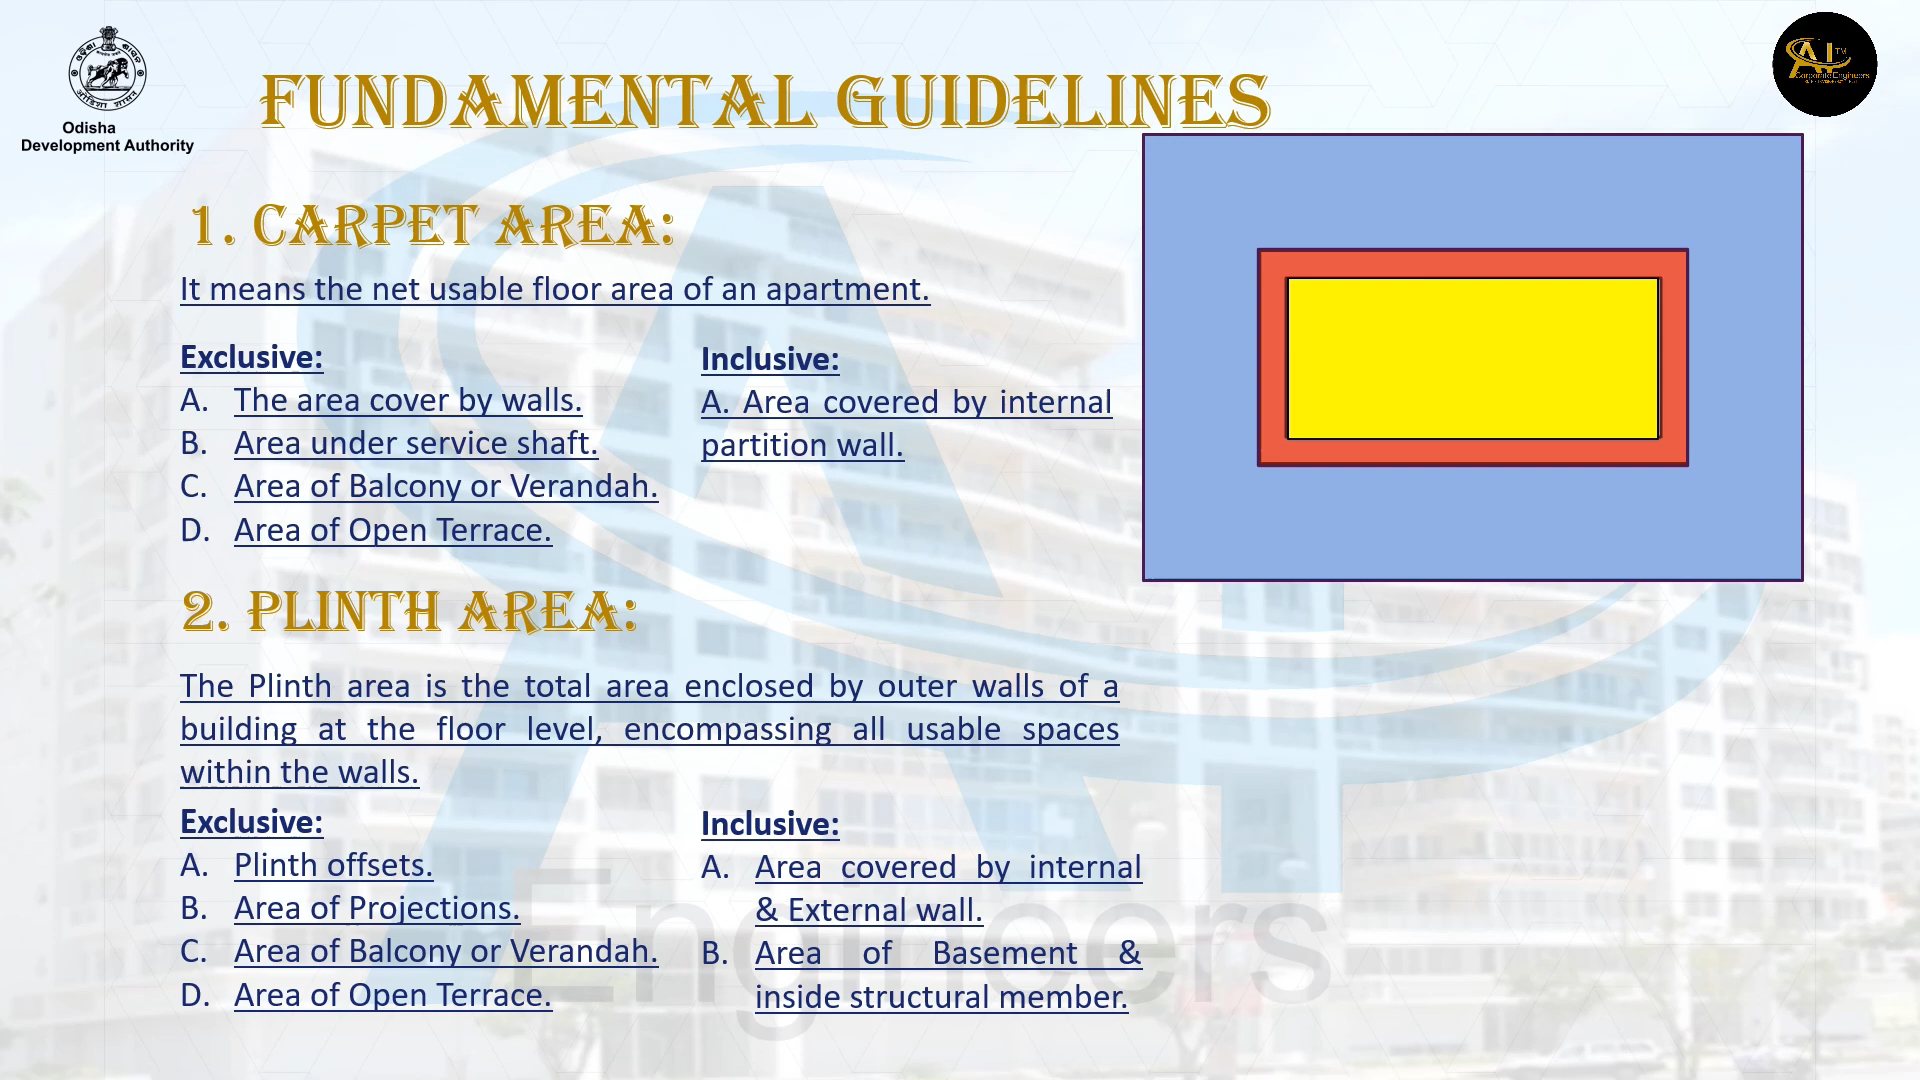 Odisha
Development Authority
FUNDAMENTAL GUIDELINES
AI TM
Corporate Engineers
1. CARPET AREA:
It means the net usable floor area of an apartment.
Exclusive:
A. The area cover by walls.
B. Area under service shaft.
C. Area of Balcony or Verandah.
D. Area of Open Terrace.
Inclusive:
A. Area covered by internal
partition wall.
2. PLINTH AREA:
The Plinth area is the total area enclosed by outer walls of a
building at the floor level, encompassing all usable spaces
within the walls.
Exclusive:
A. Plinth offsets.
B. Area of Projections.
C. Area of Balcony or Verandah.
D. Area of Open Terrace.
Inclusive:
A. Area covered by internal
& External wall.
B. Area of Basement &
inside structural member.
Engineers